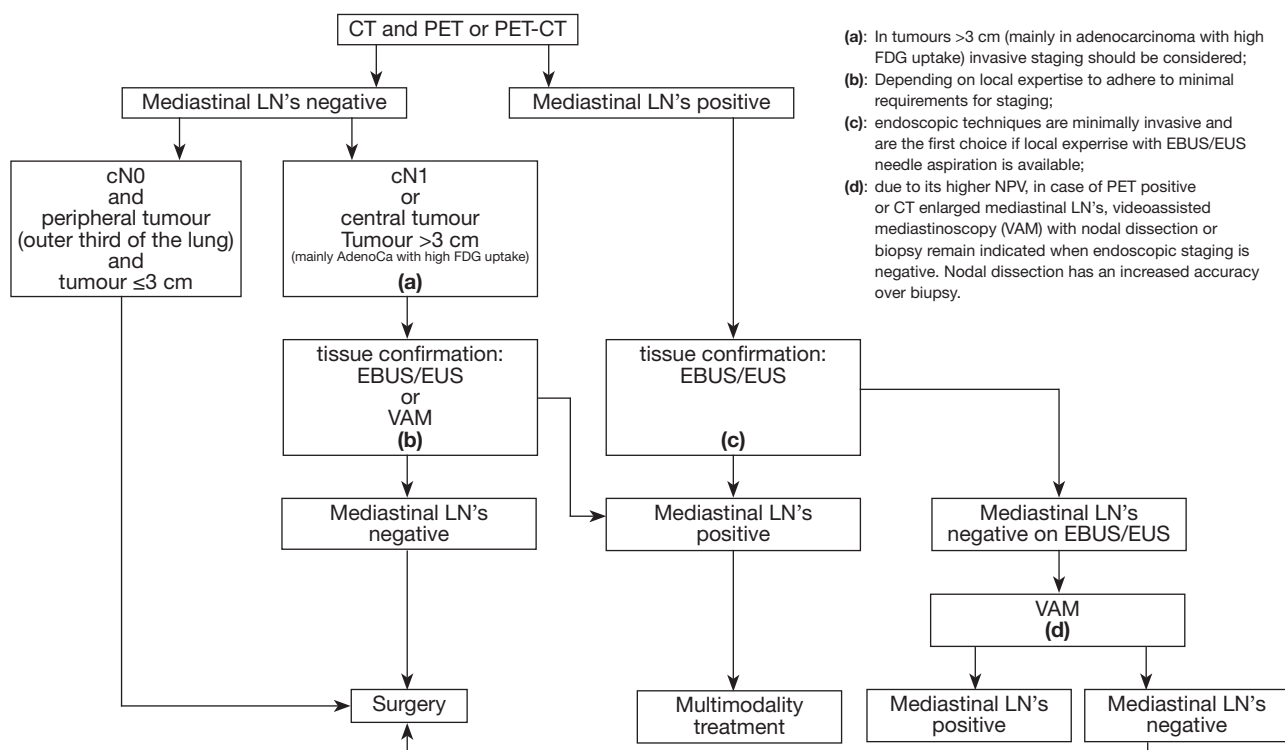 CT and PET or PET-CT
Mediastinal LN's negative
Mediastinal LN's positive
cN0
and
peripheral tumour
(outer third of the lung)
and
tumour ≤3 cm
cN1
or
central tumour
Tumour >3 cm
(mainly AdenoCa with high FDG uptake)
(a)
tissue confirmation:
EBUS/EUS
or
VAM
(b)
tissue confirmation:
EBUS/EUS
(c)
Mediastinal LN's
negative
Mediastinal LN's
positive
Mediastinal LN's
negative on EBUS/EUS
VAM
(d)
Surgery
Multimodality
treatment
Mediastinal LN's
positive
Mediastinal LN's
negative
(a): In tumours >3 cm (mainly in adenocarcinoma with high
FDG uptake) invasive staging should be considered;
(b): Depending on local expertise to adhere to minimal
requirements for staging;
(c): endoscopic techniques are minimally invasive and
are the first choice if local experrise with EBUS/EUS
needle aspiration is available;
(d): due to its higher NPV, in case of PET positive
or CT enlarged mediastinal LN's, videoassisted
mediastinoscopy (VAM) with nodal dissection or
biopsy remain indicated when endoscopic staging is
negative. Nodal dissection has an increased accuracy
over biupsy.